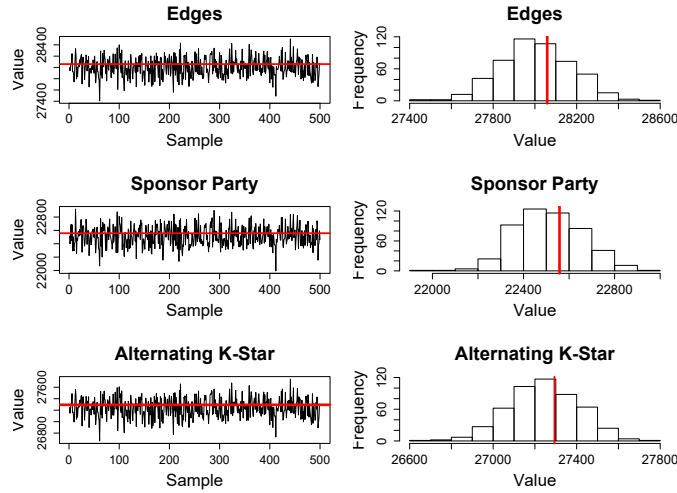 Edges
Value
27400 28400
0 100 200 300 400 500
Sample
Edges
Frequency
0 60 120
27400 27800 28200 28600
Value
Sponsor Party
Value
22000 22800
0 100 200 300 400 500
Sample
Sponsor Party
Frequency
0 60 120
22000 22400 22800
Value
Alternating K-Star
Value
26800 27600
0 100 200 300 400 500
Sample
Alternating K-Star
Frequency
0 60 120
26600 27000 27400 27800
Value